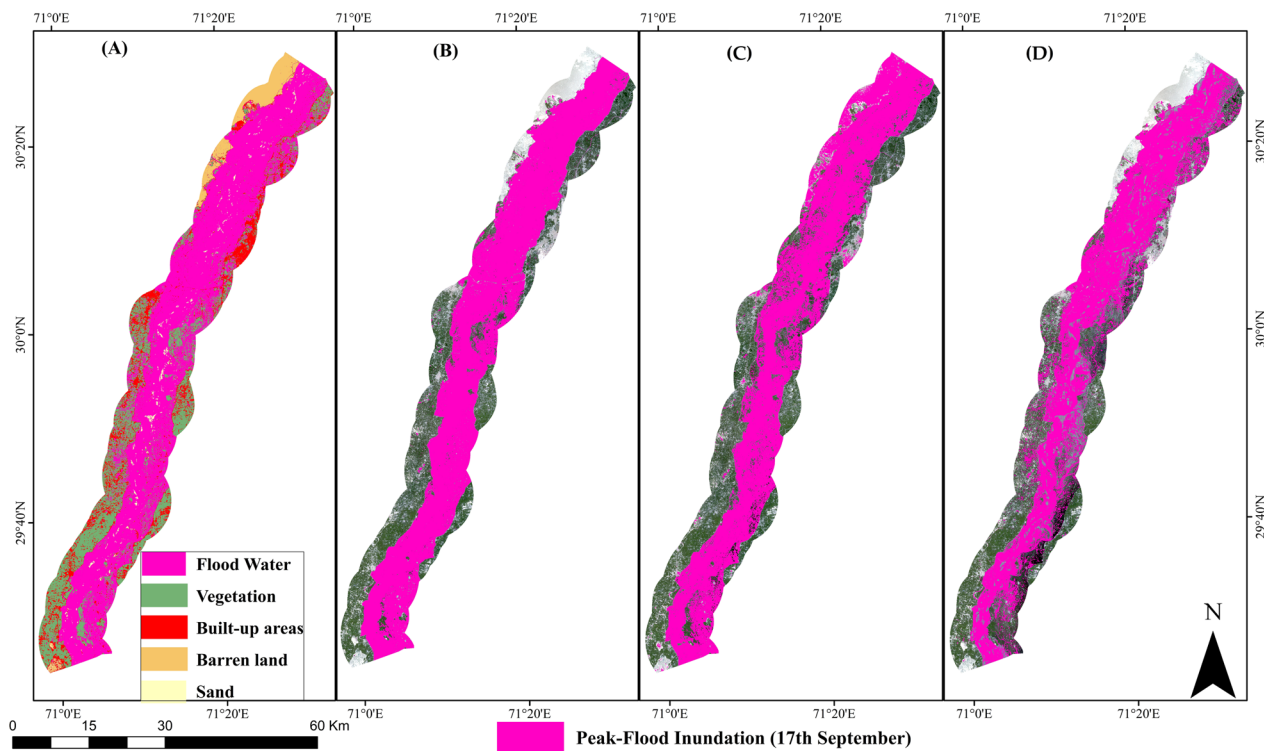 71°0'E 71°20'E 71°0'E 71°20'E 71°0'E 71°20'E 71°0'E 71°20'E
(A) (B) (C) (D)
30°20'N 30°20'N
30°0'N 30°0'N
29°40'N 29°40'N
Flood Water
Vegetation
Built-up areas
Barren land
Sand
N
71°0'E 71°20'E 71°0'E 71°20'E 71°0'E 71°20'E 71°0'E 71°20'E
0 15 30 60 Km
Peak-Flood Inundation (17th September)